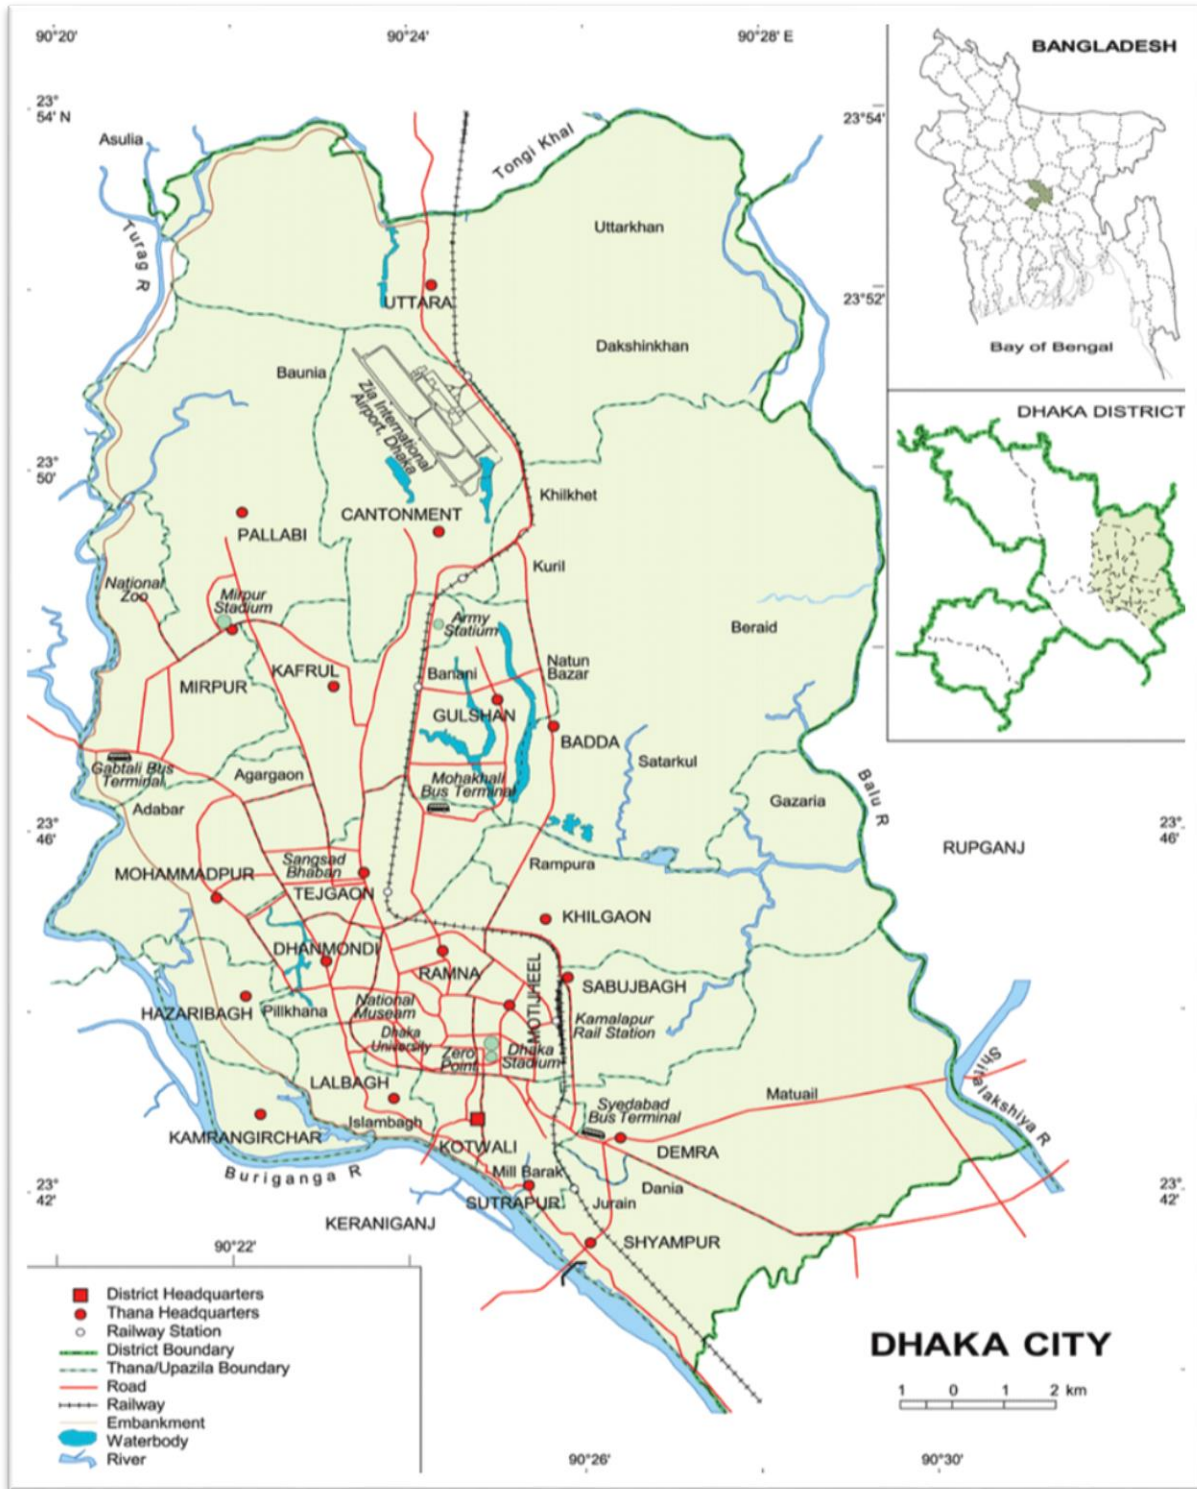 90°20'
90°24'
90°28' E
BANGLADESH
23°
54' N
23°54'
Asulia
Tongi Khal
Turag R
Uttarkhan
UTTARA
23°52'
Dakshinkhan
Bay of Bengal
Baunia
Zia International
Airport, Dhaka
DHAKA DISTRICT
23°
50'
Khilkhet
CANTONMENT
PALLABI
Kuril
National
Zoo
Mirpur
Stadium
Army
Statium
Beraid
Natun
Bazar
KAFRUL
Banani
MIRPUR
GULSHAN
BADDA
Satarkul
Gabtali Bus
Terminal
Agargaon
Mohakhali
Bus Terminal
Adabar
Gazaria
Balu R
23°
46'
23°
46'
RUPGANJ
Rampura
Sangsad
Bhaban
MOHAMMADPUR
TEJGAON
KHILGAON
DHANMONDI
RAMNA
MOTIJHEEL
SABUJBAGH
HAZARIBAGH
Pillkhana
National
Museam
Kamalapur
Rail Station
Dhaka
University
Zero
Point
Dhaka
Stadium
Shitalakshiya R
LALBAGH
Matuail
Islambagh
Syedabad
Bus Terminal
KAMRANGIRCHAR
KOTWALI
DEMRA
Buriganga R
Mill Barak
Dania
23°
42'
23°
42'
SUTRAPUR
Jurain
KERANIGANJ
SHYAMPUR
90°22'
District Headquarters
Thana Headquarters
Railway Station
District Boundary
Thana/Upazila Boundary
Road
Railway
Embankment
Waterbody
River
DHAKA CITY
1 0 1 2 km
90°26'
90°30'